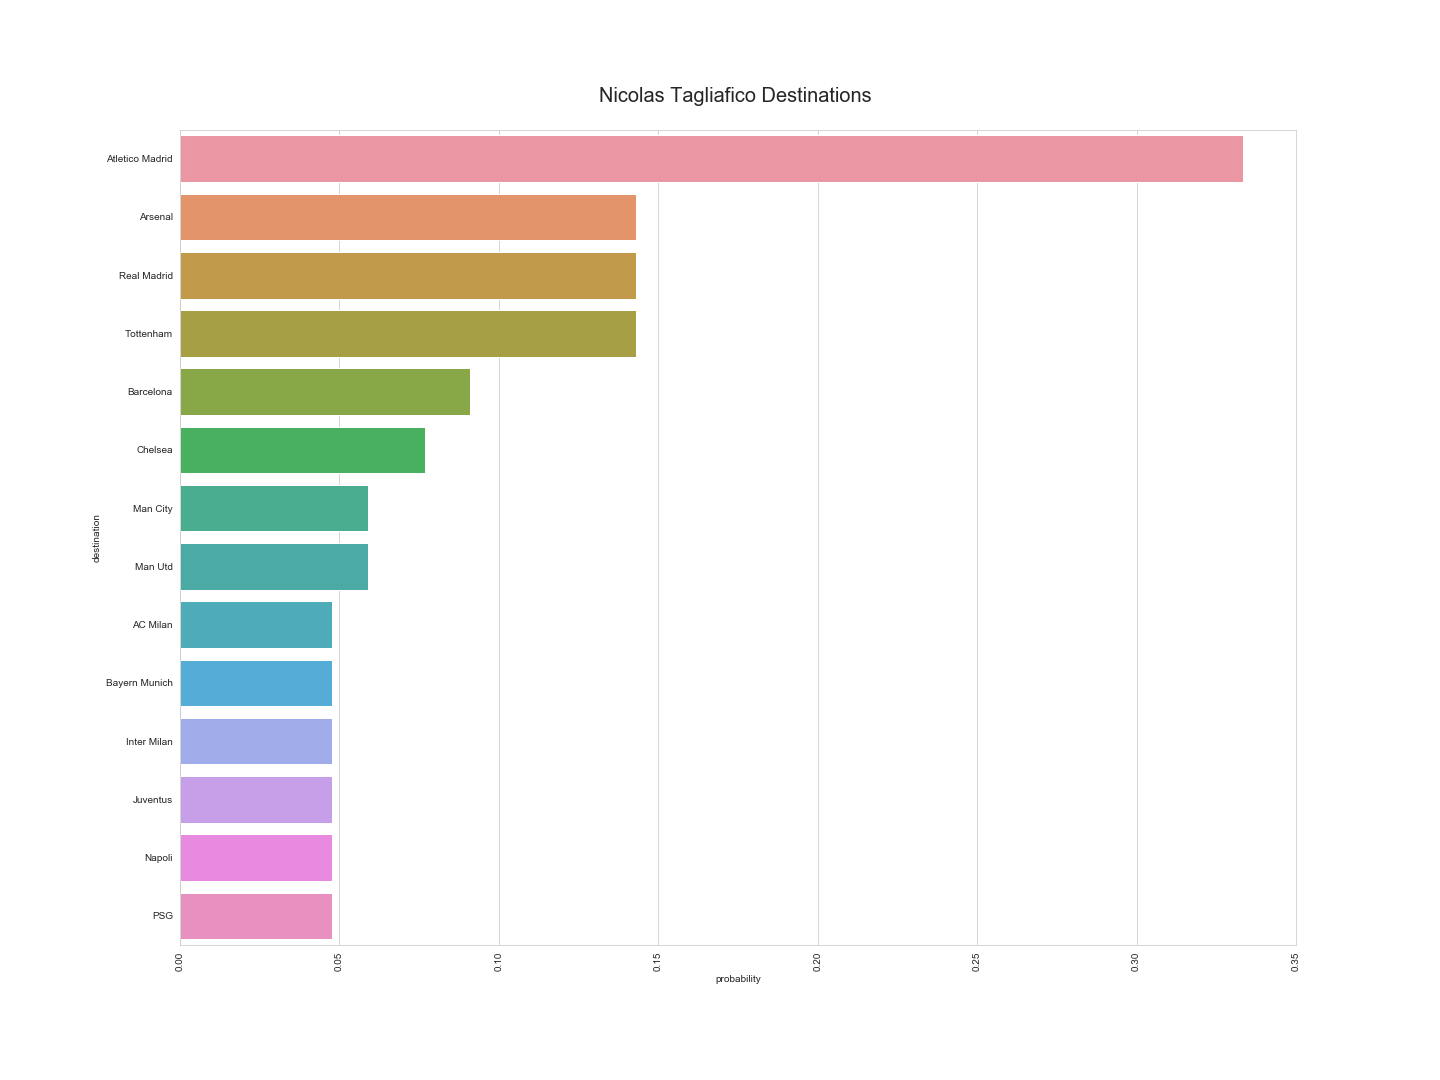 Nicolas Tagliafico Destinations
Atletico Madrid
Arsenal
Real Madrid
Tottenham
Barcelona
Chelsea
Man City
Man Utd
AC Milan
Bayern Munich
Inter Milan
Juventus
Napoli
PSG
destination
0.00 0.05 0.10 0.15 0.20 0.25 0.30 0.35
probability